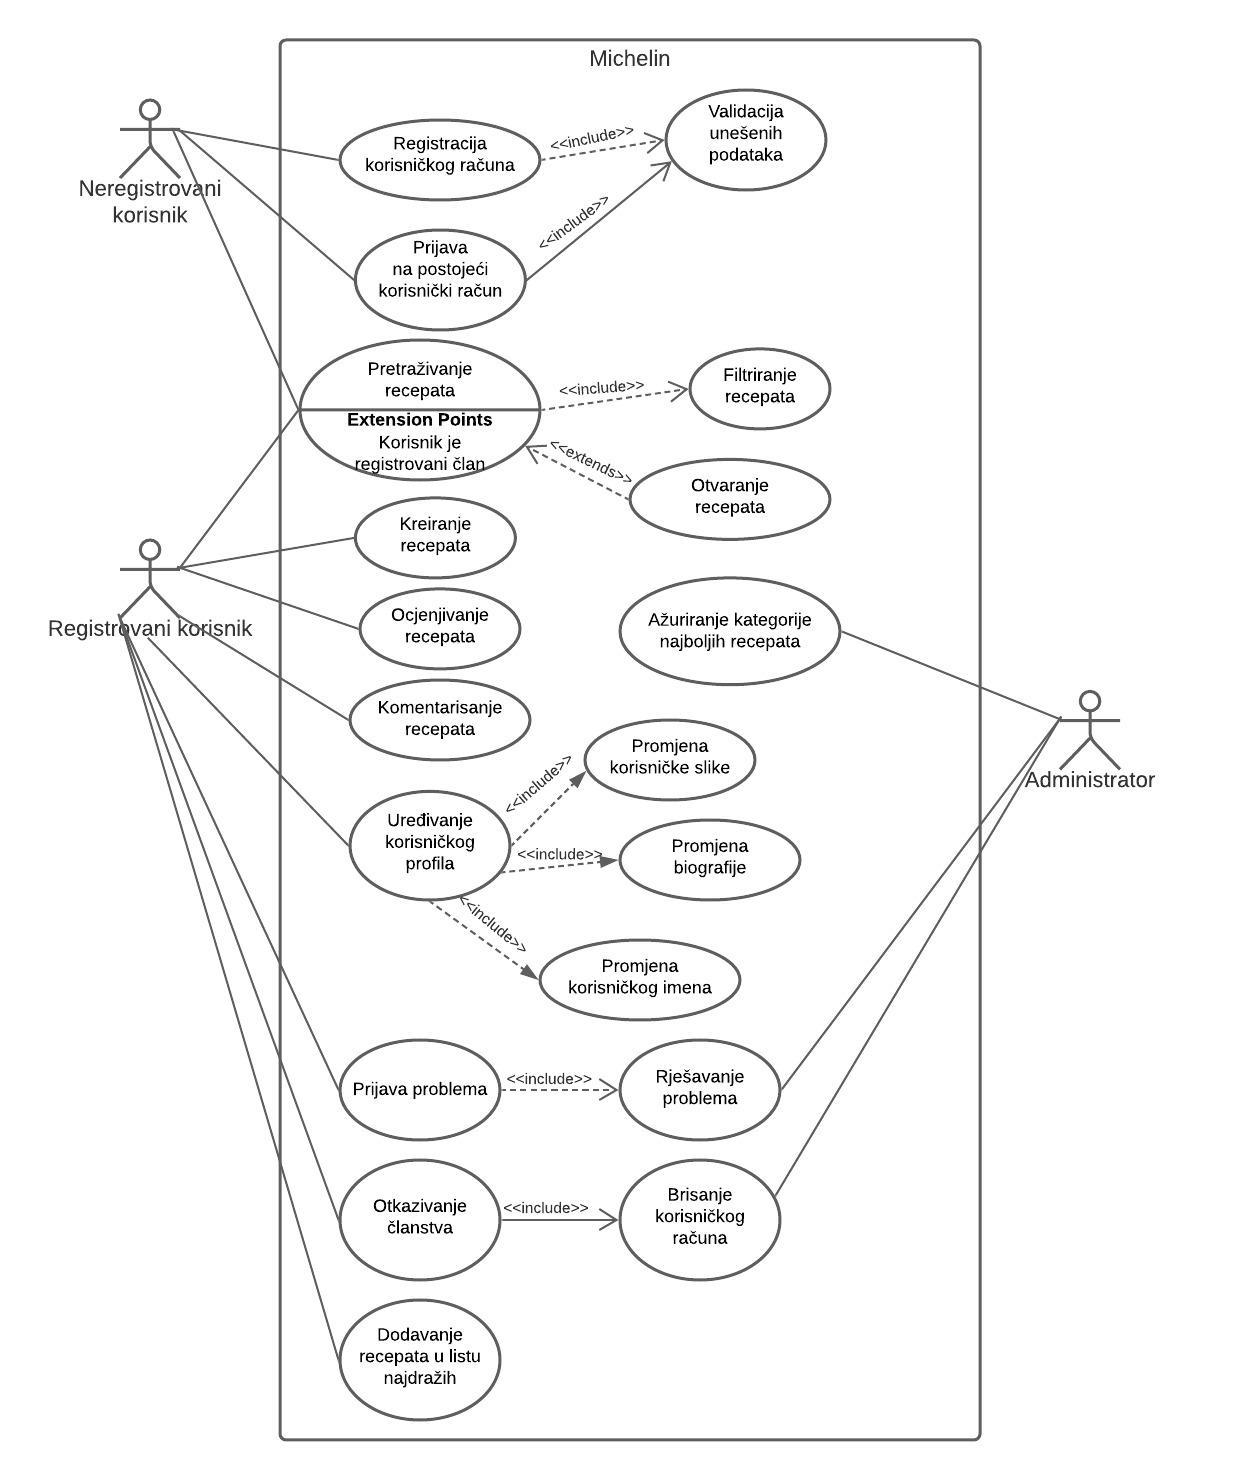 Michelin
Neregistrovani
korisnik
Registracija
korisničkog računa
<<include>>
Validacija
unešenih
podataka
Prijava
na postojeći
korisnički račun
<<include>>
Pretraživanje
recepata
Extension Points
Korisnik je
registrovani član
<<include>>
Filtriranje
recepata
<<extends>>
Otvaranje
recepata
Kreiranje
recepata
Registrovani korisnik
Ocjenjivanje
recepata
Ažuriranje kategorije
najboljih recepata
Komentarisanje
recepata
Administrator
Uređivanje
korisničkog
profila
<<include>>
Promjena
korisničke slike
<<include>>
Promjena
biografije
<<include>>
Promjena
korisničkog imena
Prijava problema
<<include>>
Rješavanje
problema
Otkazivanje
članstva
<<include>>
Brisanje
korisničkog
računa
Dodavanje
recepata u listu
najdražih